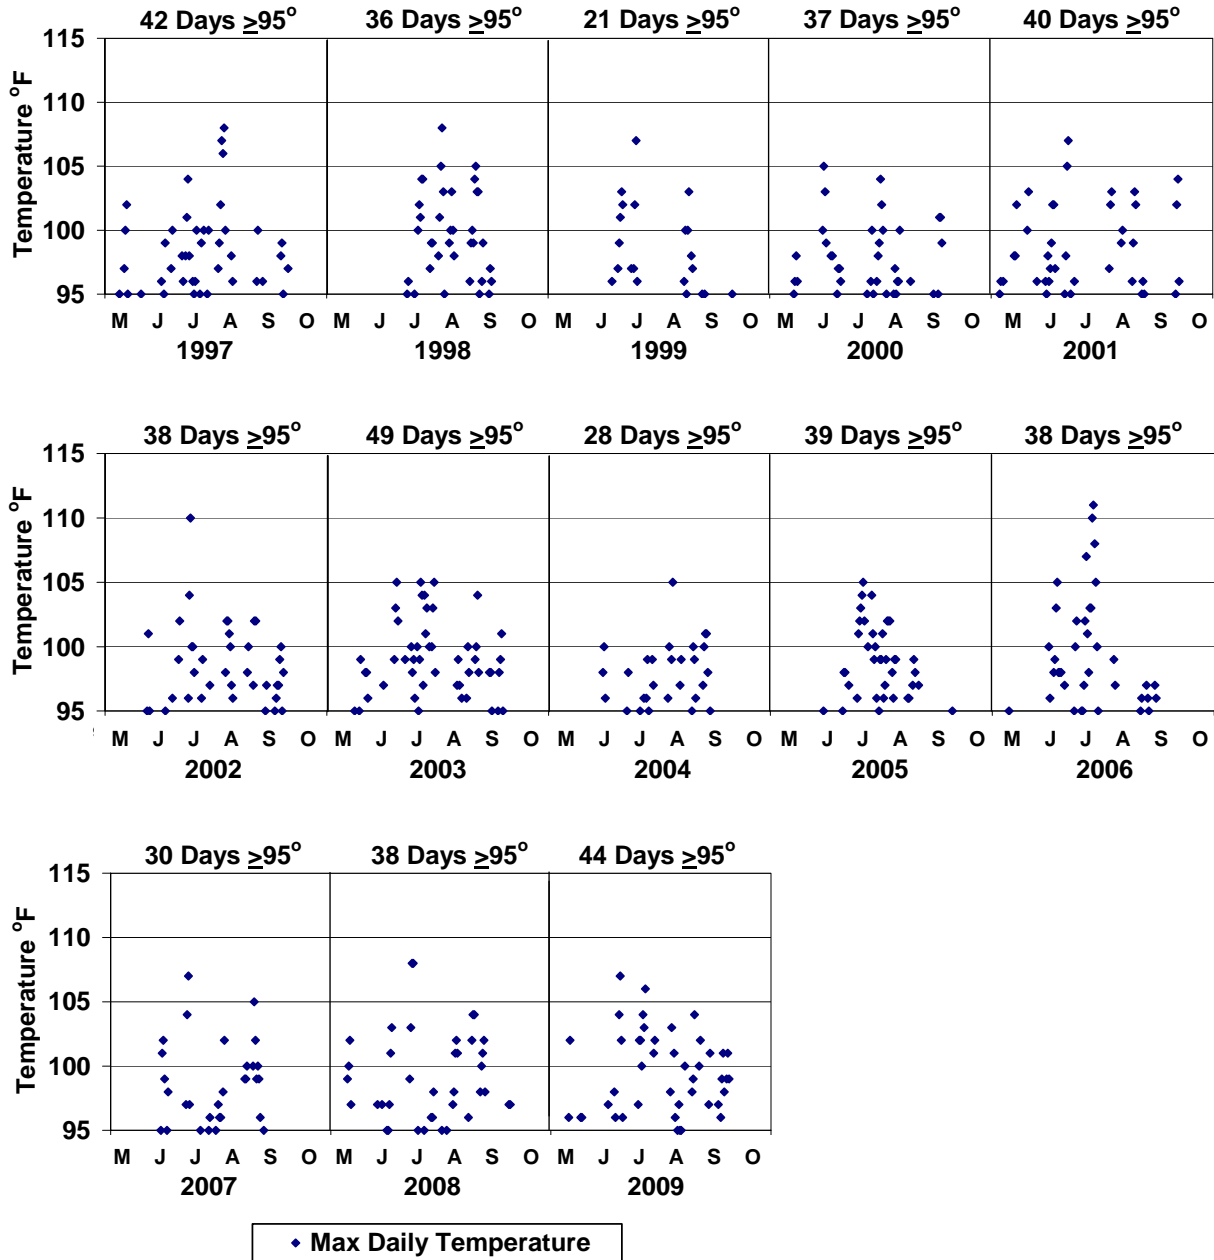 42 Days ≥95° 36 Days ≥95° 21 Days ≥95° 37 Days ≥95° 40 Days ≥95°
Temperature °F
115
110
105
100
95
M J J A S O M J J A S O M J J A S O M J J A S O M J J A S O
1997 1998 1999 2000 2001
38 Days ≥95° 49 Days ≥95° 28 Days ≥95° 39 Days ≥95° 38 Days ≥95°
Temperature °F
115
110
105
100
95
M J J A S O M J J A S O M J J A S O M J J A S O M J J A S O
2002 2003 2004 2005 2006
30 Days ≥95° 38 Days ≥95° 44 Days ≥95°
Temperature °F
115
110
105
100
95
M J J A S O M J J A S O M J J A S O
2007 2008 2009
Max Daily Temperature